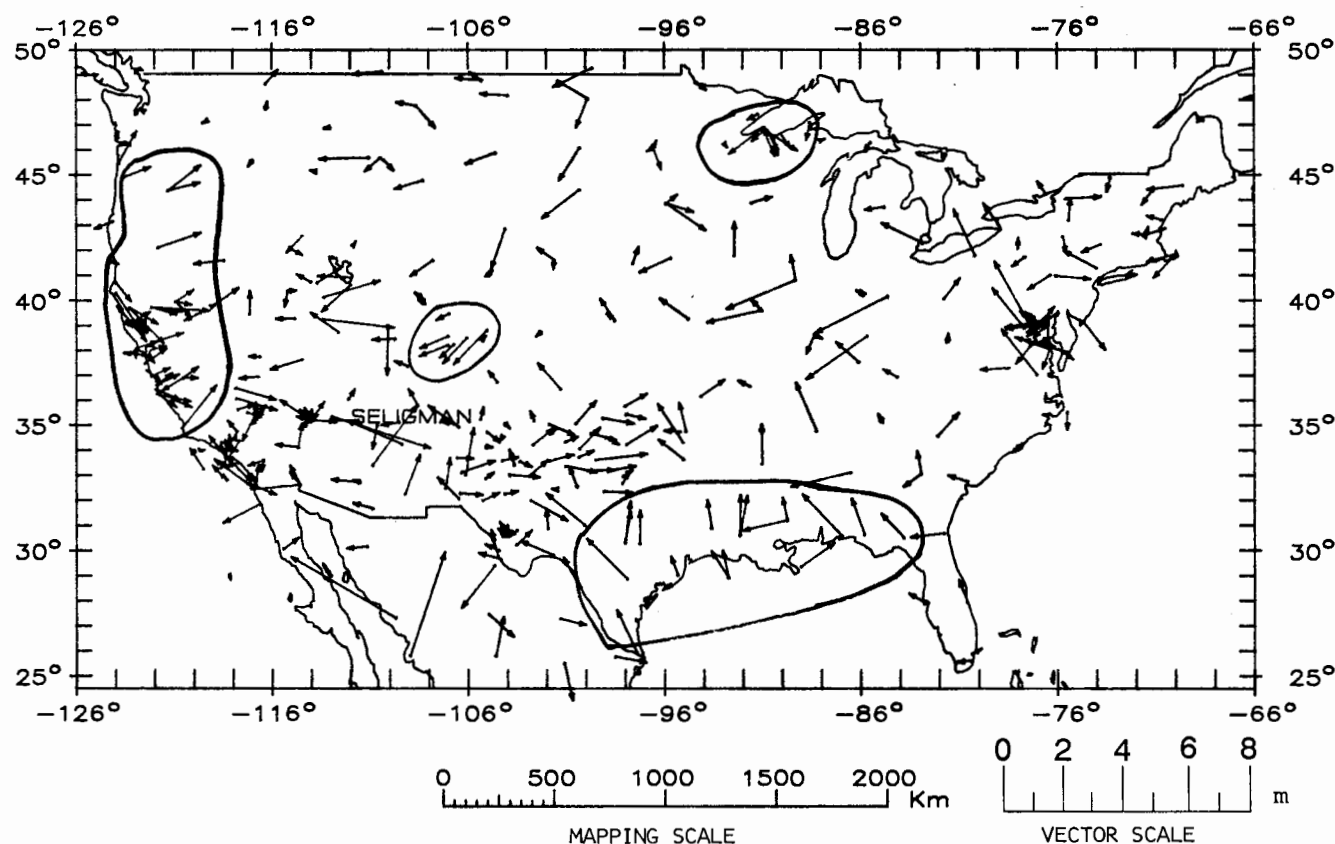 −126° −116° −106° −96° −86° −76° −66°
50° 50°
45° 45°
40° 40°
35° SELIGMAN 35°
30° 30°
25° 25°
−126° −116° −106° −96° −86° −76° −66°
0 500 1000 1500 2000 Km
MAPPING SCALE
0 2 4 6 8
m
VECTOR SCALE